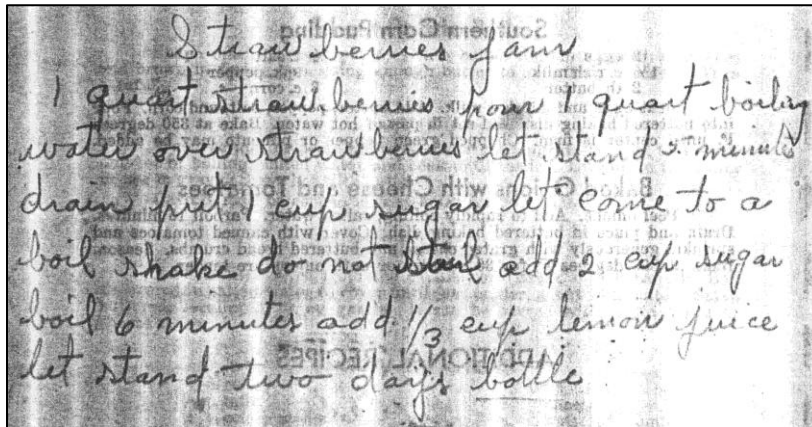 Strawberries Jam
1 quart strawberries pour 1 quart boiling
water over strawberries let stand 2 minute
drain put 1 cup sugar let come to a
boil shake do not stir add 2 cup sugar
boil 6 minutes add 1/3 cup lemon juice
let stand two days bottle